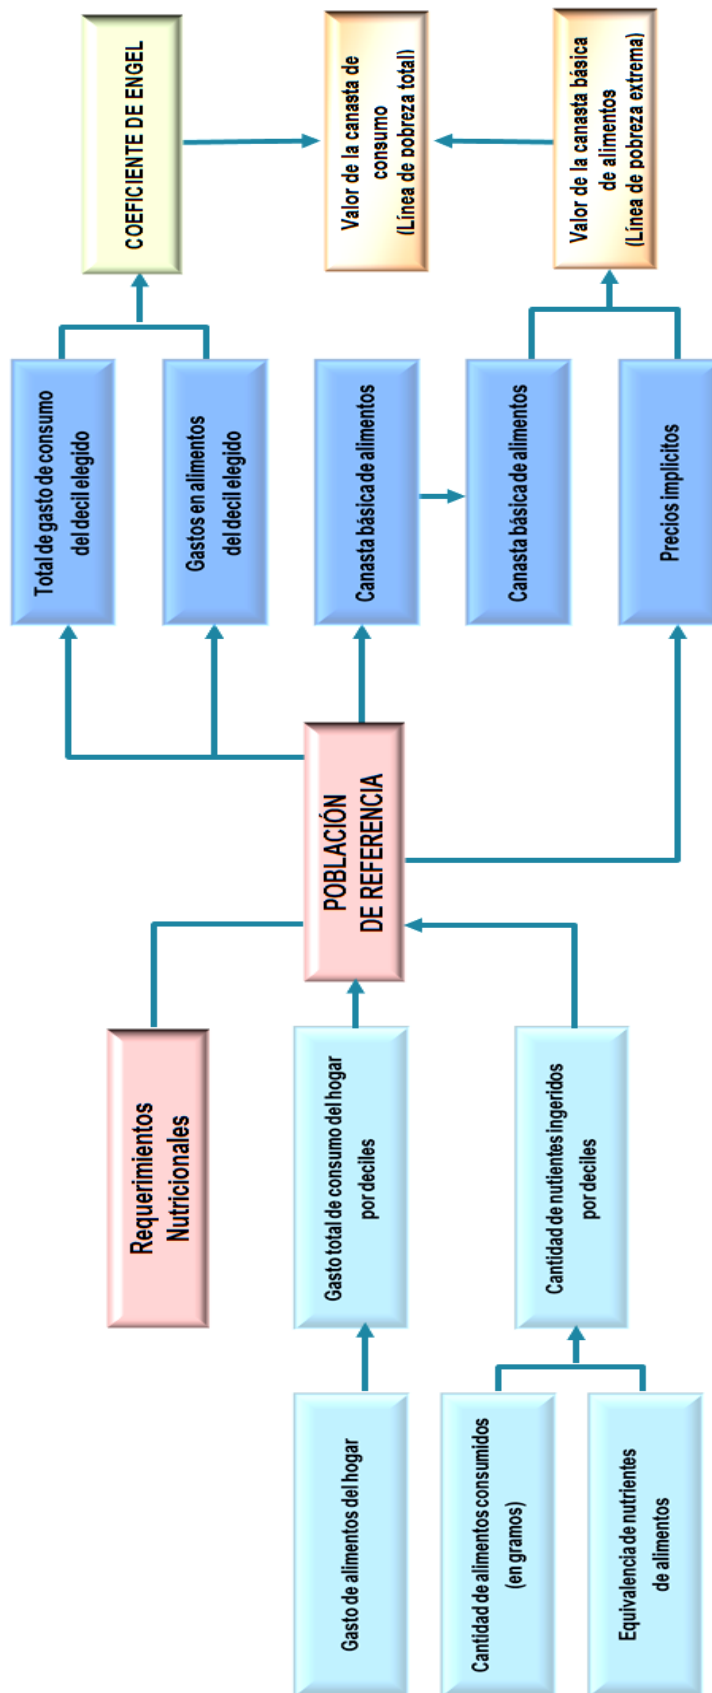 Gasto de alimentos del hogar
Cantidad de alimentos consumidos
(en gramos)
Equivalencia de nutrientes
de alimentos
Requerimientos
Nutricionales
Gasto total de consumo del hogar
por deciles
Cantidad de nutientes ingeridos
por deciles
POBLACIÓN
DE REFERENCIA
Total de gasto de consumo
del decil elegido
Gastos en alimentos
del decil elegido
Canasta básica de alimentos
Canasta básica de alimentos
Precios implicitos
COEFICIENTE DE ENGEL
Valor de la canasta de
consumo
(Línea de pobreza total)
Valor de la canasta básica
de alimentos
(Línea de pobreza extrema)